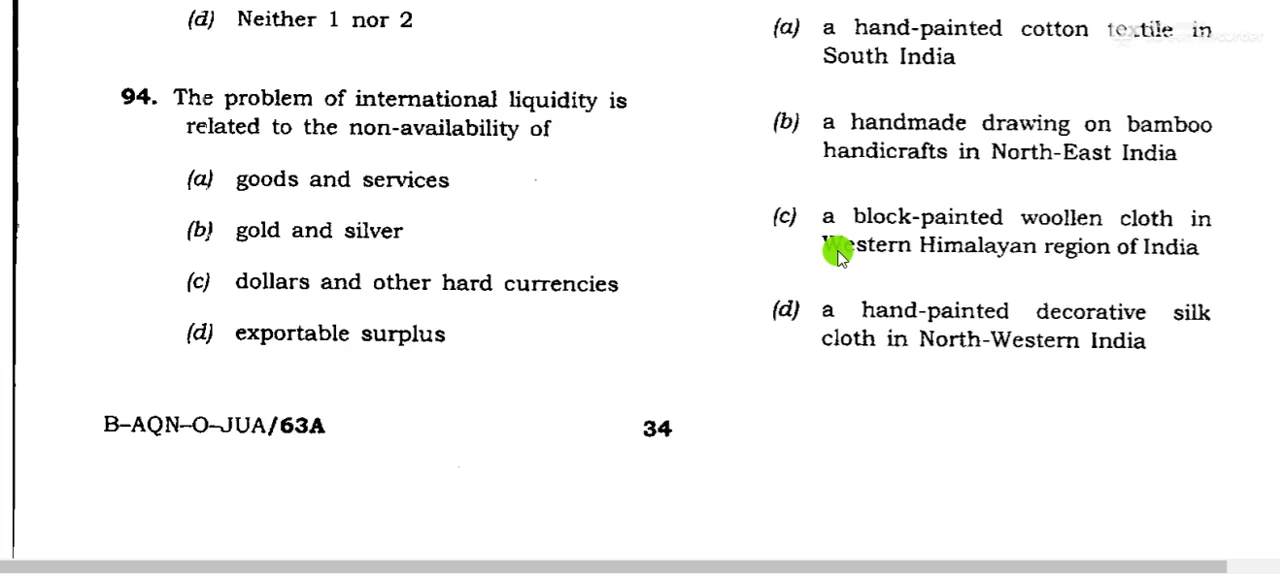 (d) Neither 1 nor 2
94. The problem of international liquidity is
related to the non-availability of
(a) goods and services
(b) gold and silver
(c) dollars and other hard currencies
(d) exportable surplus
(a) a hand-painted cotton textile in
South India
(b) a handmade drawing on bamboo
handicrafts in North-East India
(c) a block-painted woollen cloth in
Western Himalayan region of India
(d) a hand-painted decorative silk
cloth in North-Western India
B–AQN–O–JUA/63A
34